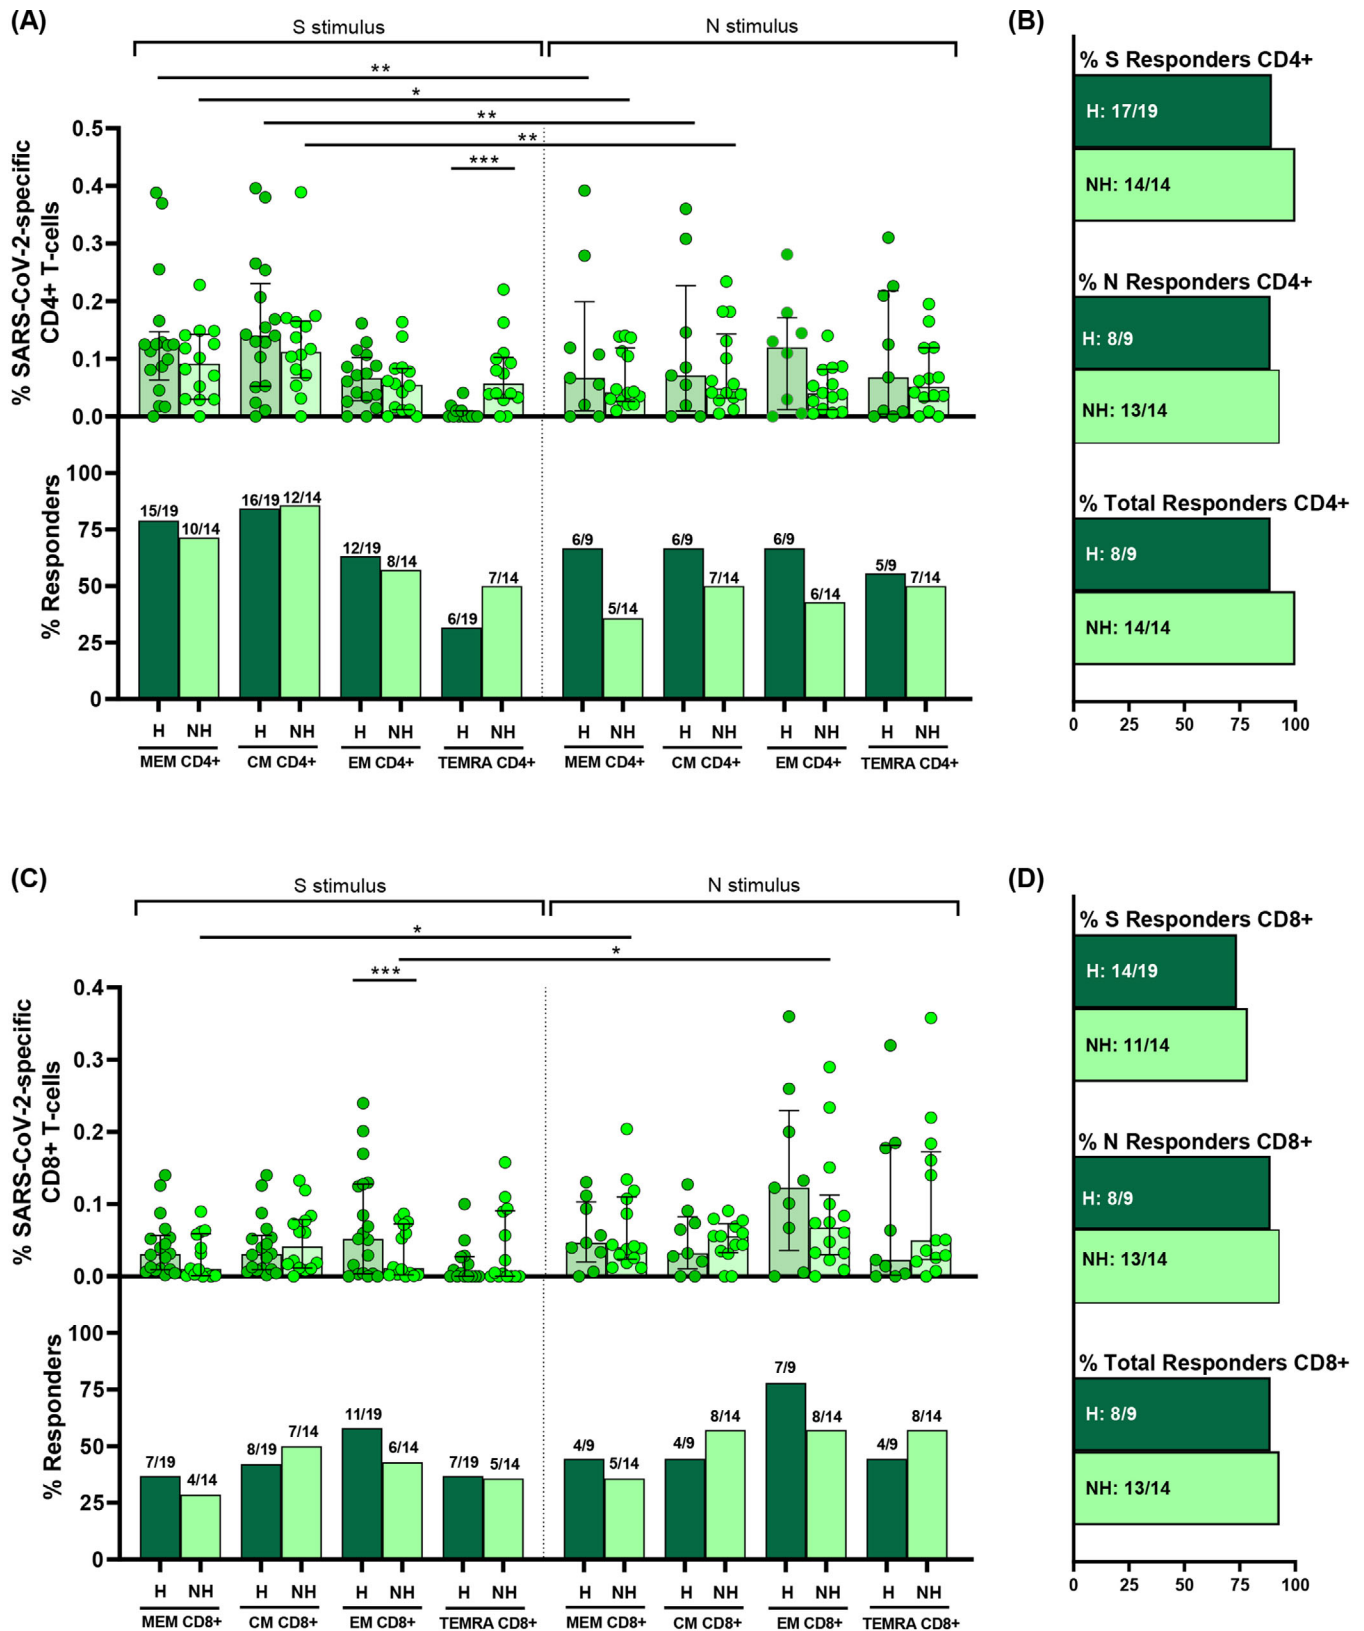 (A)
S stimulus
N stimulus
**
*
**
**
***
% SARS-CoV-2-specific
CD4+ T-cells
0.5
0.4
0.3
0.2
0.1
0.0
% Responders
100
75
50
25
0
15/19
10/14
16/19
12/14
12/19
8/14
6/19
7/14
6/9
5/14
6/9
7/14
6/9
6/14
5/9
7/14
H NH H NH H NH H NH H NH H NH H NH H NH
MEM CD4+ CM CD4+ EM CD4+ TEMRA CD4+ MEM CD4+ CM CD4+ EM CD4+ TEMRA CD4+
(B)
% S Responders CD4+
H: 17/19
NH: 14/14
% N Responders CD4+
H: 8/9
NH: 13/14
% Total Responders CD4+
H: 8/9
NH: 14/14
0 25 50 75 100
(C)
S stimulus
N stimulus
*
*
***
% SARS-CoV-2-specific
CD8+ T-cells
0.4
0.3
0.2
0.1
0.0
% Responders
100
75
50
25
0
7/19
4/14
8/19
7/14
11/19
6/14
7/19
5/14
4/9
5/14
4/9
8/14
7/9
8/14
4/9
8/14
H NH H NH H NH H NH H NH H NH H NH H NH
MEM CD8+ CM CD8+ EM CD8+ TEMRA CD8+ MEM CD8+ CM CD8+ EM CD8+ TEMRA CD8+
(D)
% S Responders CD8+
H: 14/19
NH: 11/14
% N Responders CD8+
H: 8/9
NH: 13/14
% Total Responders CD8+
H: 8/9
NH: 13/14
0 25 50 75 100